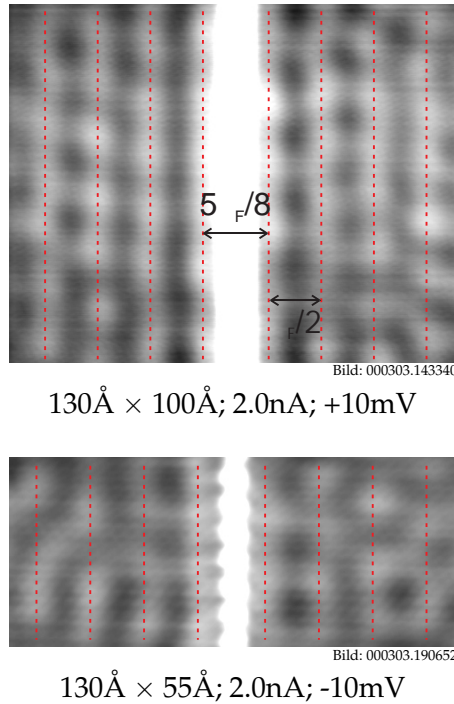 5 F/8
F/2
Bild: 000303.143340
130Å × 100Å; 2.0nA; +10mV
Bild: 000303.190652
130Å × 55Å; 2.0nA; -10mV